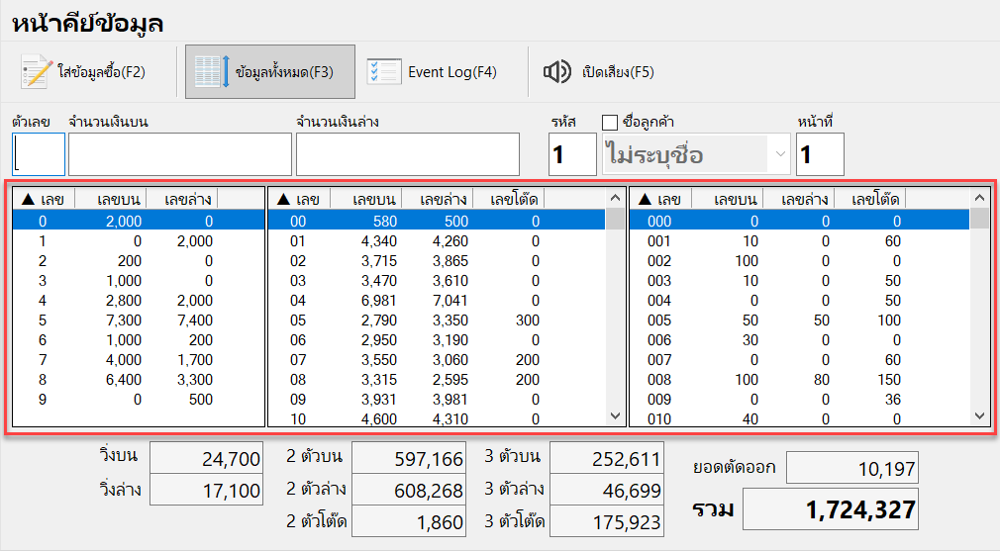 หน้าคีย์ข้อมูล
ใส่ข้อมูลซื้อ(F2) ข้อมูลทั้งหมด(F3) Event Log(F4) เปิดเสียง(F5)
ตัวเลข จำนวนเงินบน จำนวนเงินล่าง รหัส ชื่อลูกค้า หน้าที่
1 ไม่ระบุชื่อ 1
▲ เลข เลขบน เลขล่าง ▲ เลข เลขบน เลขล่าง เลขโต๊ด ▲ เลข เลขบน เลขล่าง เลขโต๊ด
0 2,000 0 00 580 500 0 000 0 0 0
1 0 2,000 01 4,340 4,260 0 001 10 0 60
2 200 0 02 3,715 3,865 0 002 100 0 0
3 1,000 0 03 3,470 3,610 0 003 10 0 50
4 2,800 2,000 04 6,981 7,041 0 004 0 0 50
5 7,300 7,400 05 2,790 3,350 300 005 50 50 100
6 1,000 200 06 2,950 3,190 0 006 30 0 0
7 4,000 1,700 07 3,550 3,060 200 007 0 0 60
8 6,400 3,300 08 3,315 2,595 200 008 100 80 150
9 0 500 09 3,931 3,981 0 009 0 0 36
10 4,600 4,310 0 010 40 0 0
วิ่งบน 24,700 2 ตัวบน 597,166 3 ตัวบน 252,611 ยอดตัดออก 10,197
วิ่งล่าง 17,100 2 ตัวล่าง 608,268 3 ตัวล่าง 46,699 รวม 1,724,327
2 ตัวโต๊ด 1,860 3 ตัวโต๊ด 175,923